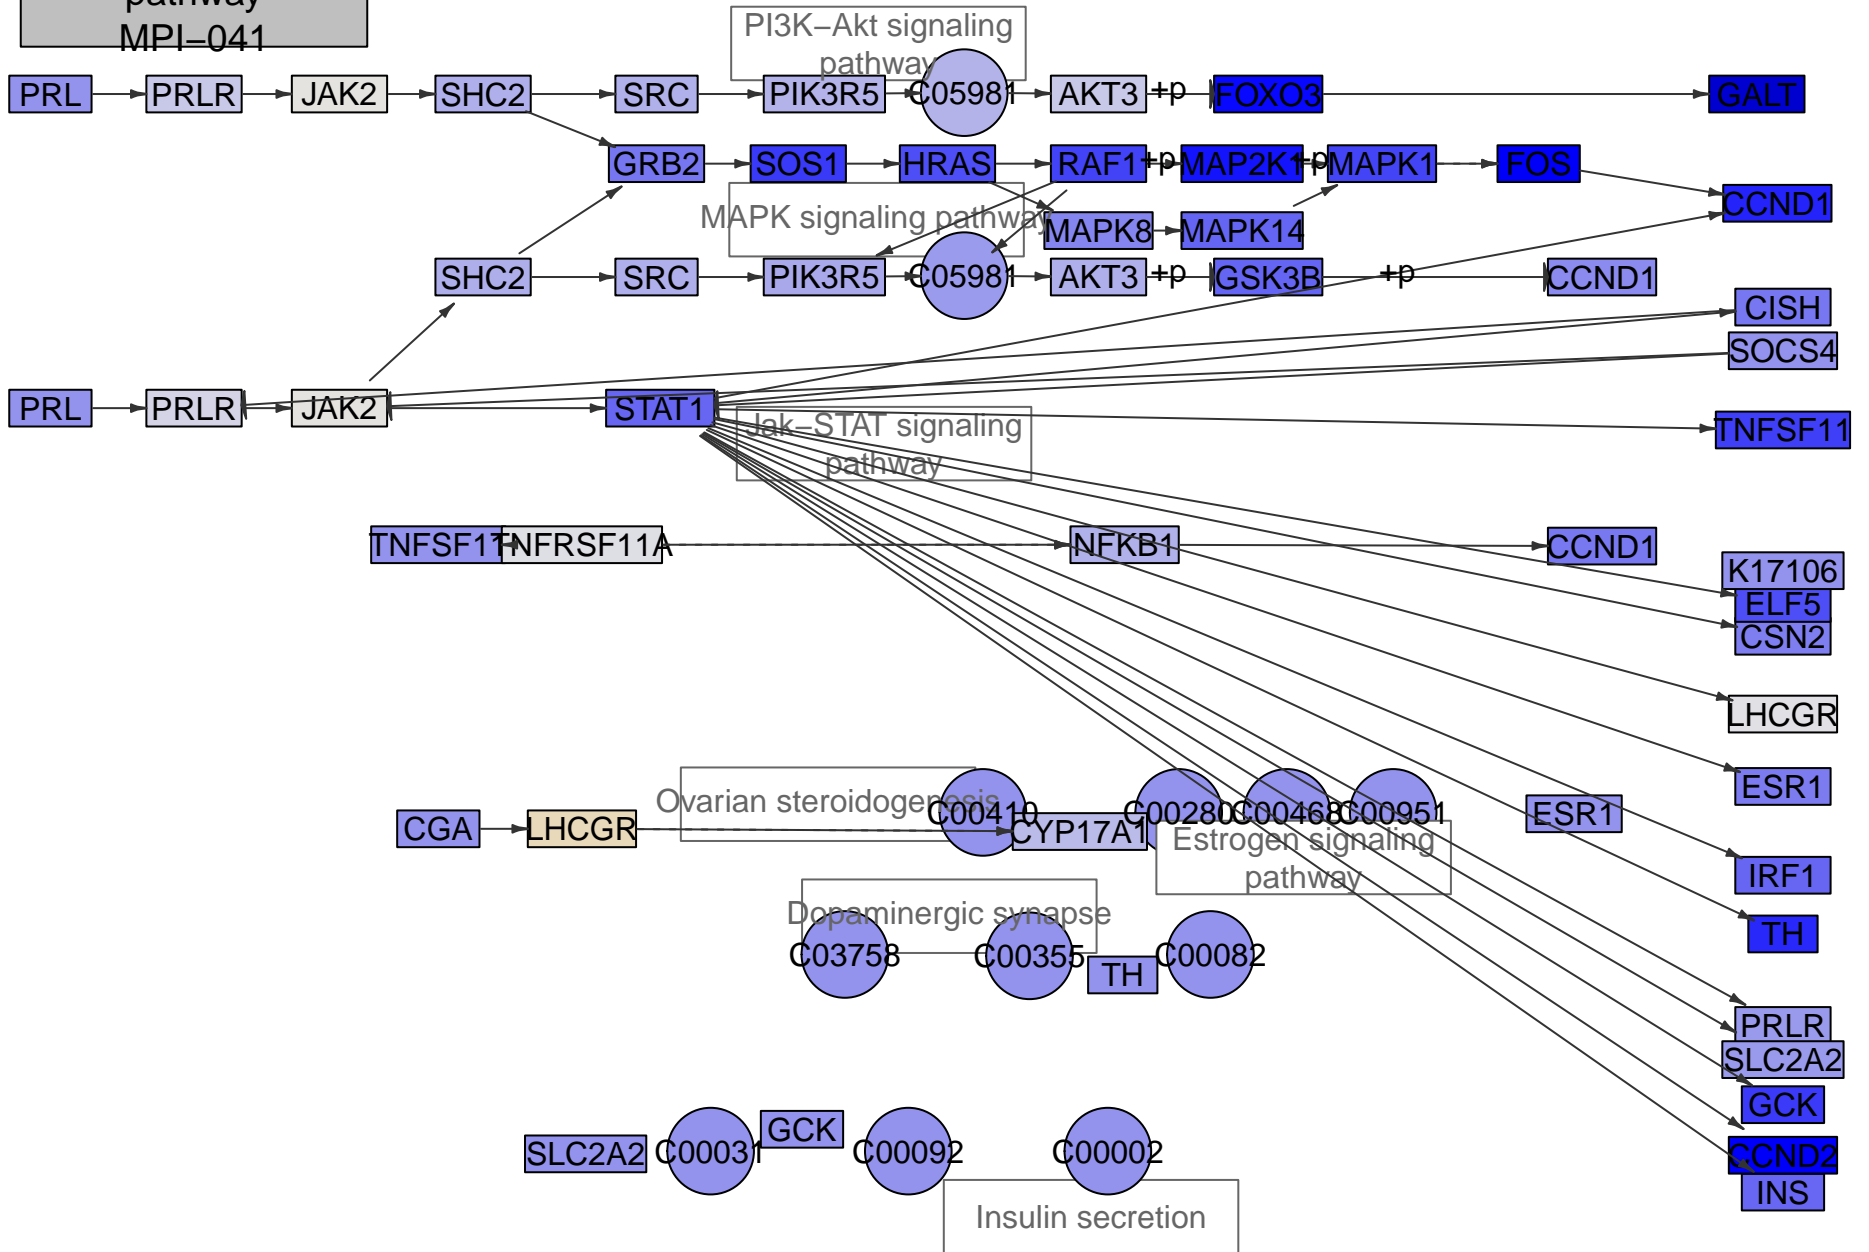 pathway
MPI–041
PI3K–Akt signaling
pathway
PRL
PRLR
JAK2
SHC2
SRC
PIK3R5
C05981
AKT3
+p
FOXO3
GALT
GRB2
SOS1
HRAS
RAF1
+p
MAP2K1
+p
MAPK1
FOS
CCND1
MAPK signaling pathway
MAPK8
MAPK14
SHC2
SRC
PIK3R5
C05981
AKT3
+p
GSK3B
+p
CCND1
CISH
SOCS4
PRL
PRLR
JAK2
STAT1
Jak–STAT signaling
pathway
TNFSF11
TNFSF11
TNFRSF11A
NFKB1
CCND1
K17106
ELF5
CSN2
LHCGR
ESR1
Ovarian steroidogenesis
C00410
C00280
C00468
C00951
ESR1
CGA
LHCGR
CYP17A1
Estrogen signaling
pathway
IRF1
Dopaminergic synapse
TH
C03758
C00355
TH
C00082
PRLR
SLC2A2
GCK
SLC2A2
C00031
GCK
C00092
C00002
CCND2
INS
Insulin secretion